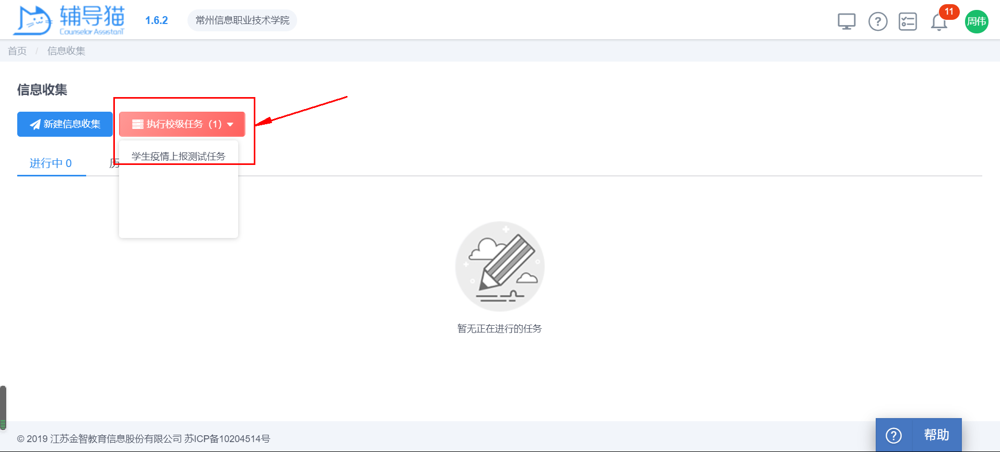 辅导猫
Counselor AssistanT
1.6.2
常州信息职业技术学院
11
周伟
首页 / 信息收集
信息收集
新建信息收集
执行校级任务（1）
学生疫情上报测试任务
进行中 0
历
暂无正在进行的任务
© 2019 江苏金智教育信息股份有限公司 苏ICP备10204514号
帮助